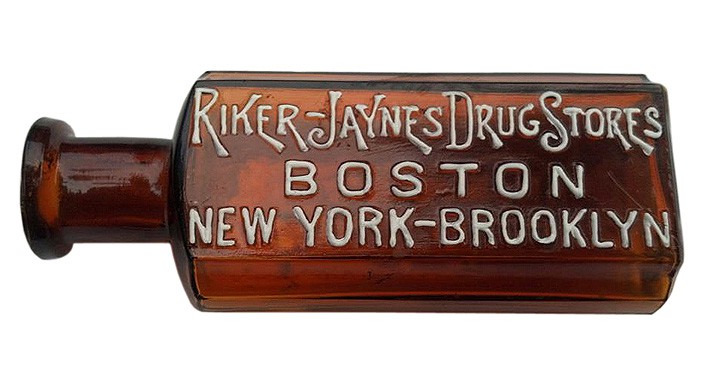 RIKER-JAYNES DRUG STORES
BOSTON
NEW YORK-BROOKLYN